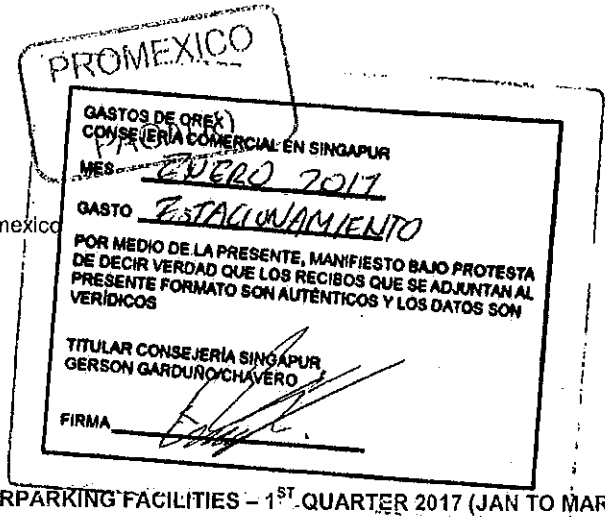 PROMEXICO
PAGADO
GASTOS DE OREX
CONSEJERÍA COMERCIAL EN SINGAPUR
MES ENERO 2017
GASTO ESTACIONAMIENTO
mexico
POR MEDIO DE LA PRESENTE, MANIFIESTO BAJO PROTESTA
DE DECIR VERDAD QUE LOS RECIBOS QUE SE ADJUNTAN AL
PRESENTE FORMATO SON AUTÉNTICOS Y LOS DATOS SON
VERÍDICOS
TITULAR CONSEJERÍA SINGAPUR
GERSON GARDUÑO CHAVERO
FIRMA
RPARKING FACILITIES – 1ST QUARTER 2017 (JAN TO MAR